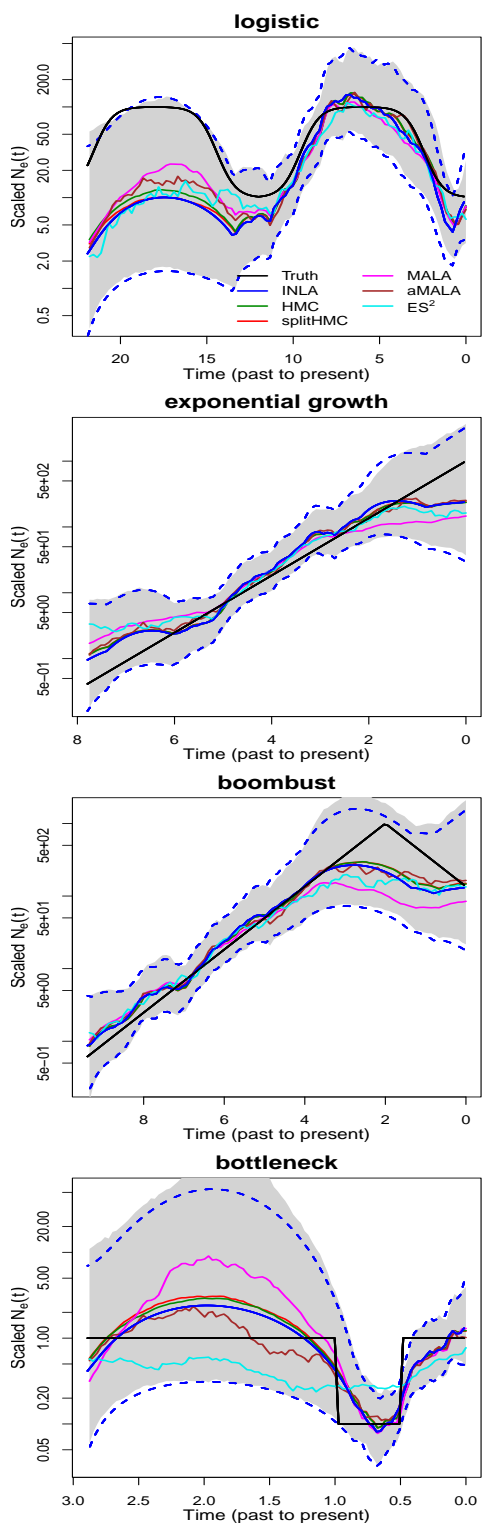 logistic
Scaled Nₑ(t)
200.0
50.0
20.0
5.0
2.0
0.5
Truth
INLA
HMC
splitHMC
MALA
aMALA
ES²
20 15 10 5 0
Time (past to present)
exponential growth
Scaled Nₑ(t)
5e+02
5e+01
5e+00
5e−01
8 6 4 2 0
Time (past to present)
boombust
Scaled Nₑ(t)
5e+02
5e+01
5e+00
5e−01
8 6 4 2 0
Time (past to present)
bottleneck
Scaled Nₑ(t)
20.00
5.00
1.00
0.20
0.05
3.0 2.5 2.0 1.5 1.0 0.5 0.0
Time (past to present)